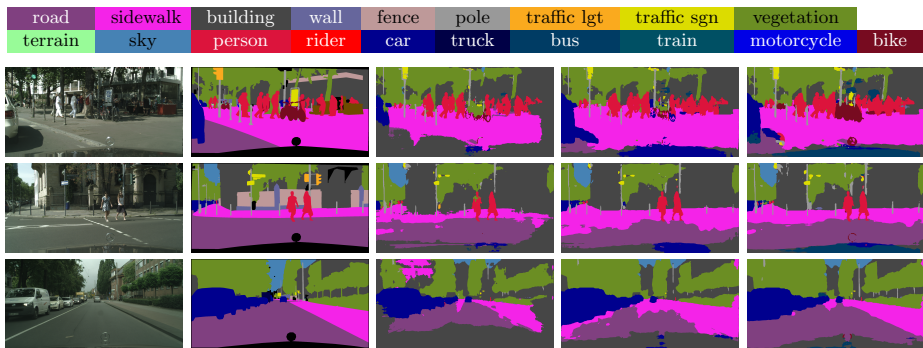 road sidewalk building wall fence pole traffic lgt traffic sgn vegetation
terrain sky person rider car truck bus train motorcycle bike